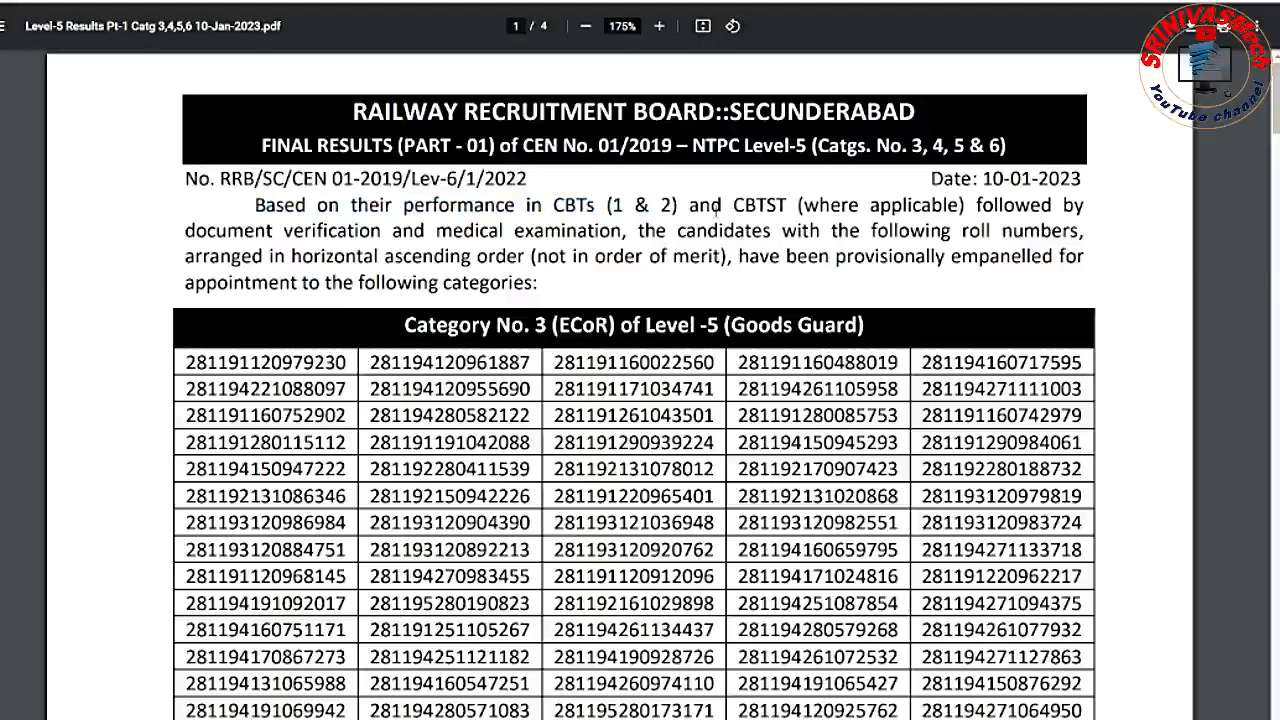 Level-5 Results Pt-1 Catg 3,4,5,6 10-Jan-2023.pdf
1 / 4
175%
SRINIVASMech
YouTube channel
RAILWAY RECRUITMENT BOARD::SECUNDERABAD
FINAL RESULTS (PART - 01) of CEN No. 01/2019 – NTPC Level-5 (Catgs. No. 3, 4, 5 & 6)
No. RRB/SC/CEN 01-2019/Lev-6/1/2022 Date: 10-01-2023
Based on their performance in CBTs (1 & 2) and CBTST (where applicable) followed by
document verification and medical examination, the candidates with the following roll numbers,
arranged in horizontal ascending order (not in order of merit), have been provisionally empanelled for
appointment to the following categories:
Category No. 3 (ECoR) of Level -5 (Goods Guard)
281191120979230 281194120961887 281191160022560 281191160488019 281194160717595
281194221088097 281194120955690 281191171034741 281194261105958 281194271111003
281191160752902 281194280582122 281191261043501 281191280085753 281191160742979
281191280115112 281191191042088 281191290939224 281194150945293 281191290984061
281194150947222 281192280411539 281192131078012 281192170907423 281192280188732
281192131086346 281192150942226 281191220965401 281192131020868 281193120979819
281193120986984 281193120904390 281193121036948 281193120982551 281193120983724
281193120884751 281193120892213 281193120920762 281194160659795 281194271133718
281191120968145 281194270983455 281191120912096 281194171024816 281191220962217
281194191092017 281195280190823 281192161029898 281194251087854 281194271094375
281194160751171 281191251105267 281194261134437 281194280579268 281194261077932
281194170867273 281194251121182 281194190928726 281194261072532 281194271127863
281194131065988 281194160547251 281194260974110 281194191065427 281194150876292
281194191069942 281194280571083 281195280173171 281194120925762 281194271064950